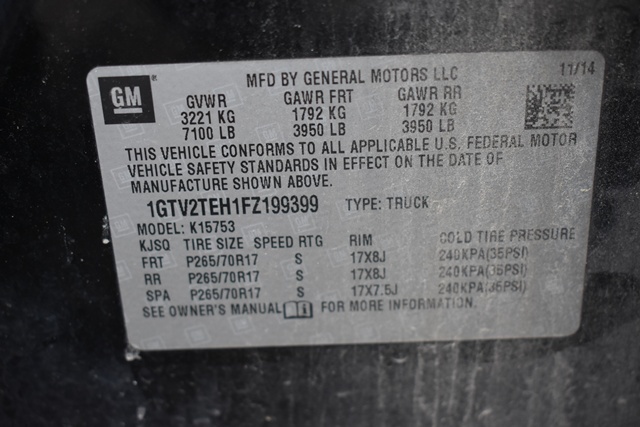 GM ®
MFD BY GENERAL MOTORS LLC 11/14
GVWR GAWR FRT GAWR RR
3221 KG 1792 KG 1792 KG
7100 LB 3950 LB 3950 LB
THIS VEHICLE CONFORMS TO ALL APPLICABLE U.S. FEDERAL MOTOR
VEHICLE SAFETY STANDARDS IN EFFECT ON THE DATE OF
MANUFACTURE SHOWN ABOVE.
1GTV2TEH1FZ199399 TYPE: TRUCK
MODEL: K15753
KJSQ TIRE SIZE SPEED RTG RIM COLD TIRE PRESSURE
FRT P265/70R17 S 17X8J 240KPA(35PSI)
RR P265/70R17 S 17X8J 240KPA(35PSI)
SPA P265/70R17 S 17X7.5J 240KPA(35PSI)
SEE OWNER'S MANUAL FOR MORE INFORMATION.